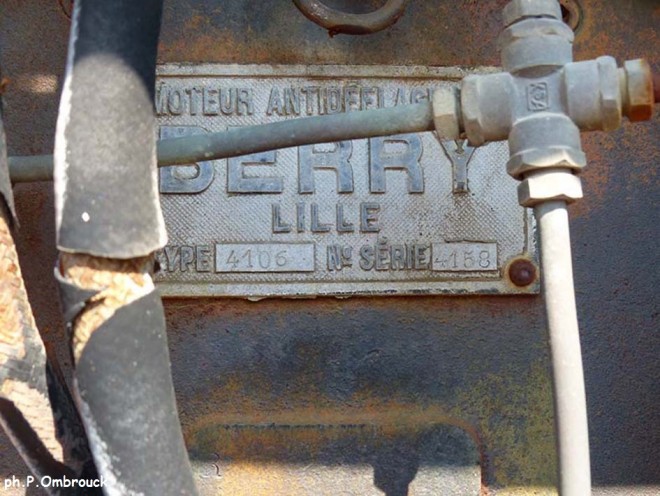 MOTEUR ANTIDÉFLAG
BERRY
LILLE
TYPE 4106 No SÉRIE 4158
ph.P.Ombrouck